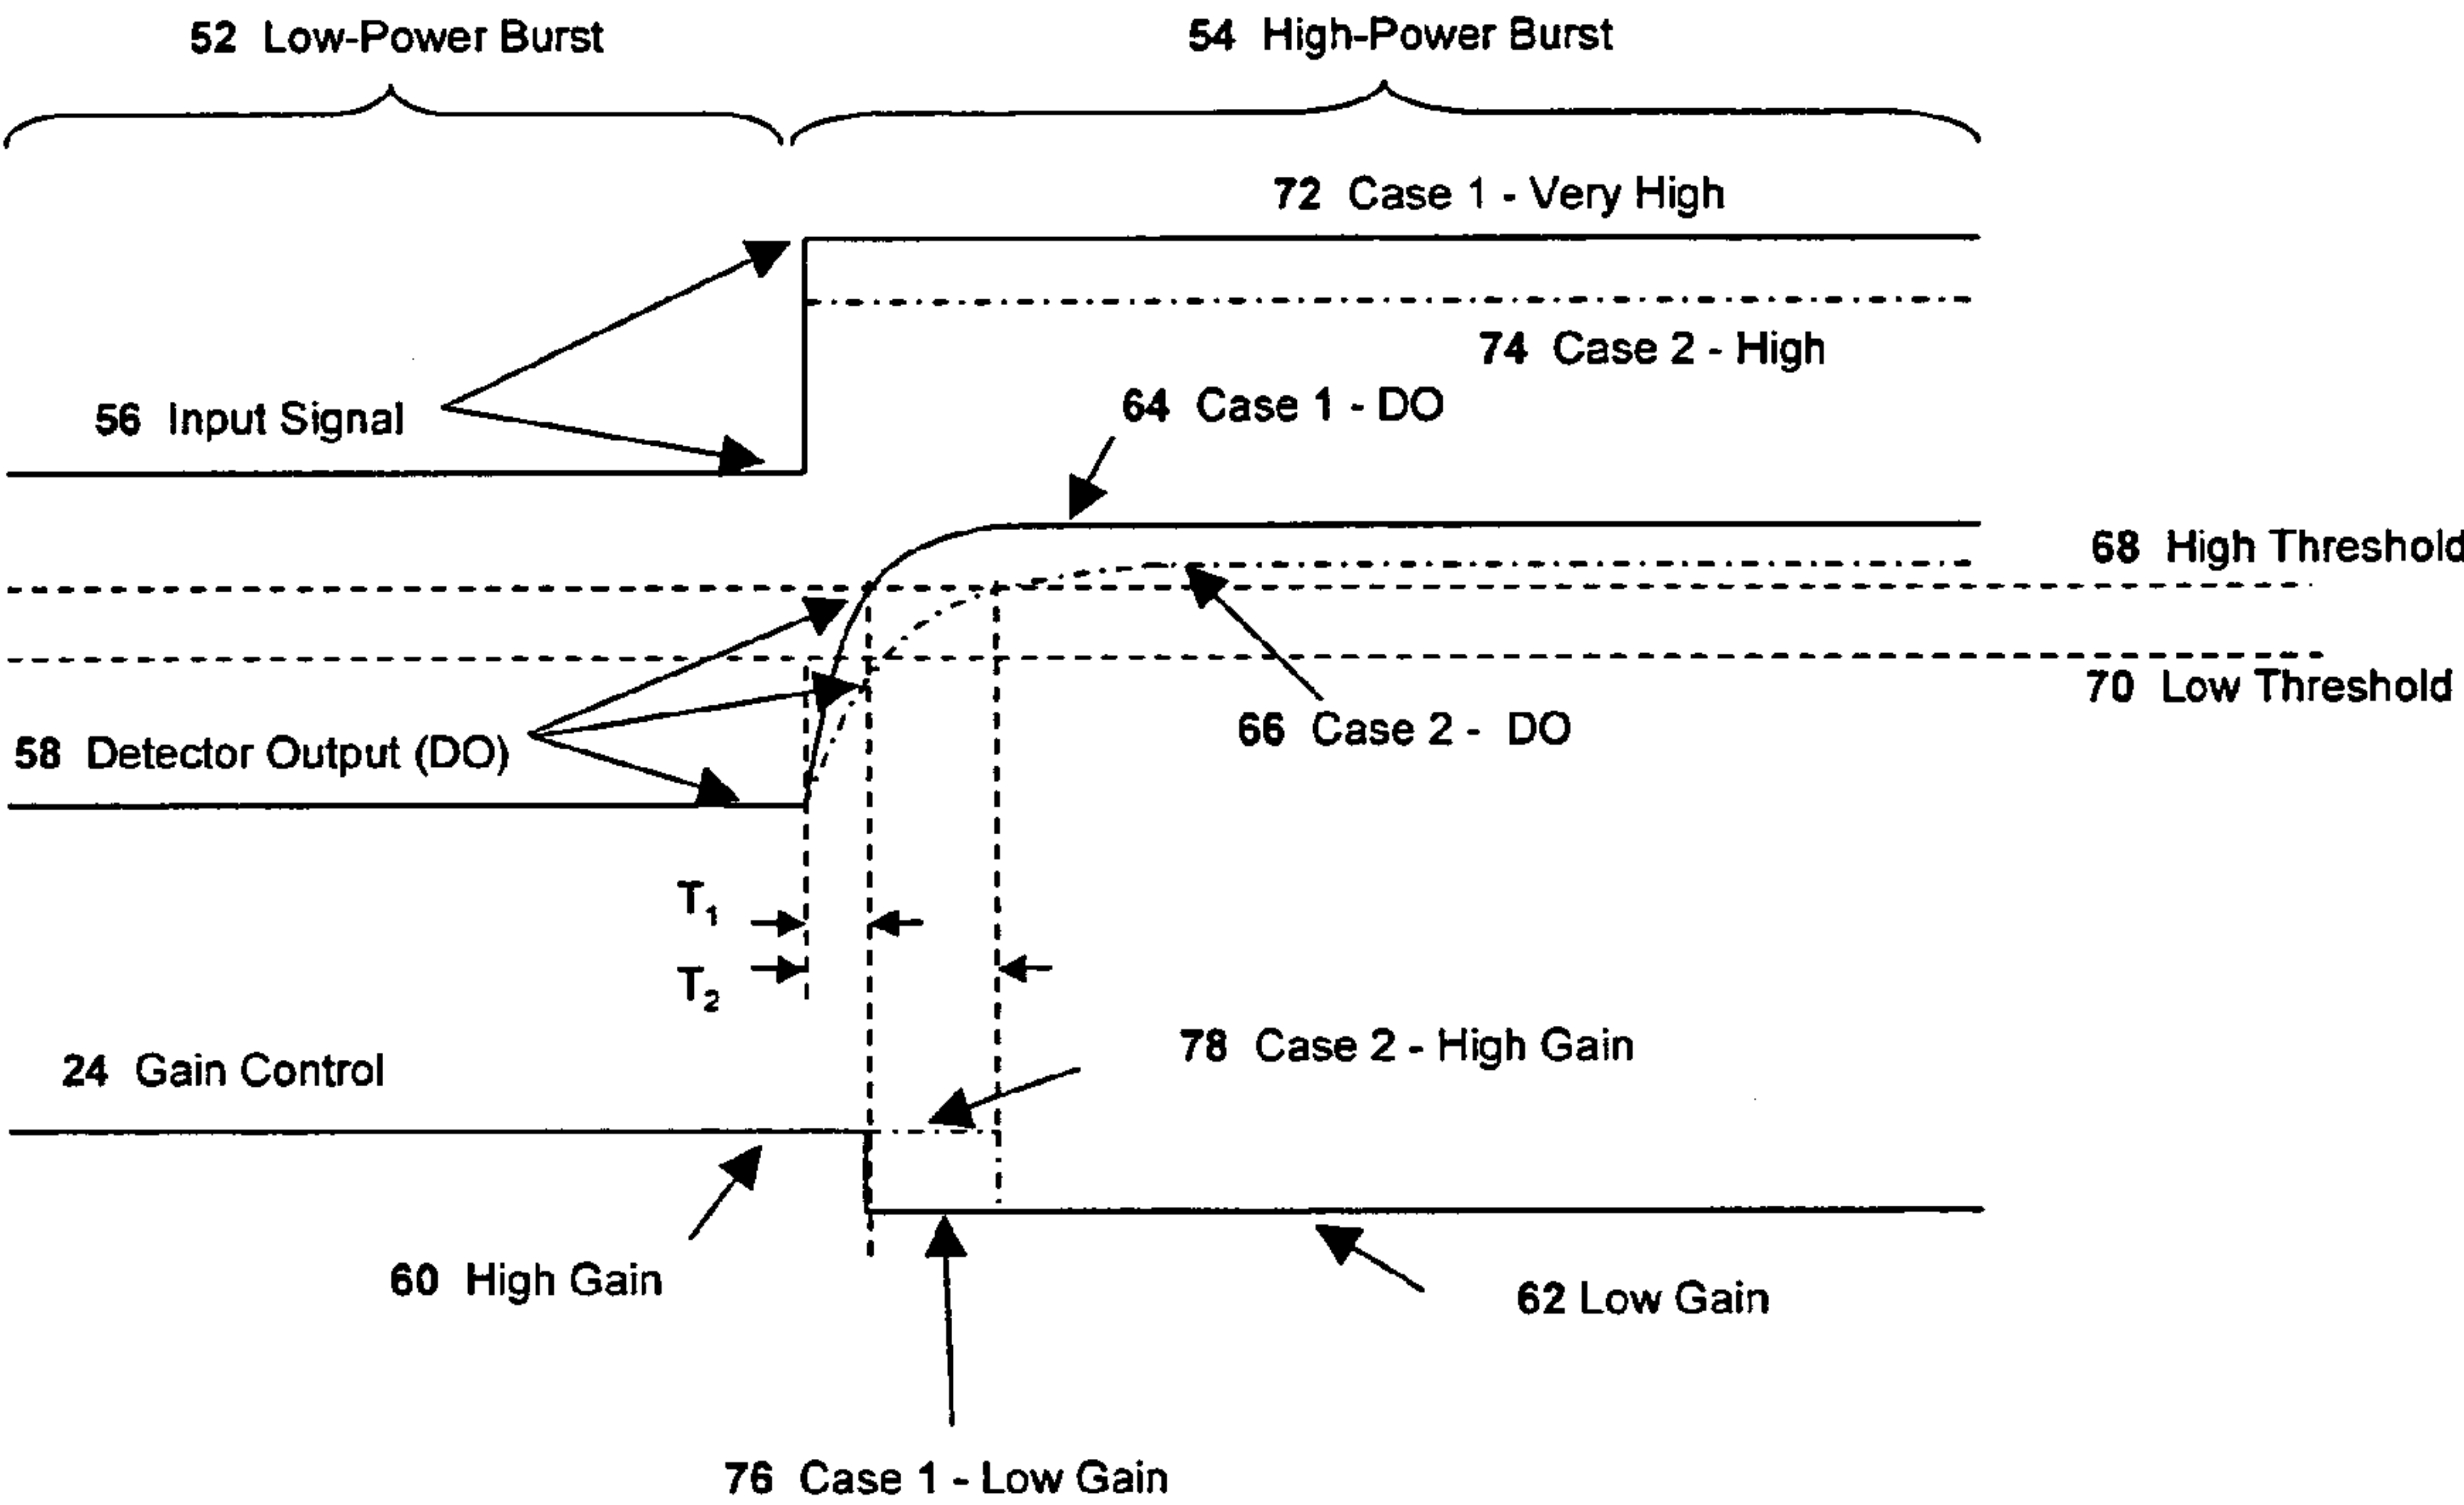 52 Low-Power Burst
54 High-Power Burst
72 Case 1 - Very High
74 Case 2 - High
56 Input Signal
64 Case 1 - DO
68 High Threshold
70 Low Threshold
66 Case 2 - DO
58 Detector Output (DO)
T1
T2
24 Gain Control
78 Case 2 - High Gain
60 High Gain
62 Low Gain
76 Case 1 - Low Gain